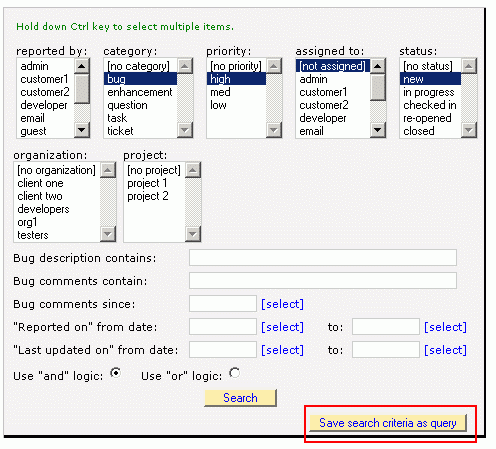 Hold down Ctrl key to select multiple items.
reported by: category: priority: assigned to: status:
admin [no category] [no priority] [not assigned] [no status]
customer1 bug high admin new
customer2 enhancement med customer1 in progress
developer question low customer2 checked in
email task developer re-opened
guest ticket email closed
organization: project:
[no organization] [no project]
client one project 1
client two project 2
developers
org1
testers
Bug description contains:
Bug comments contain:
Bug comments since: [select]
"Reported on" from date: [select] to: [select]
"Last updated on" from date: [select] to: [select]
Use "and" logic: Use "or" logic:
Search
Save search criteria as query